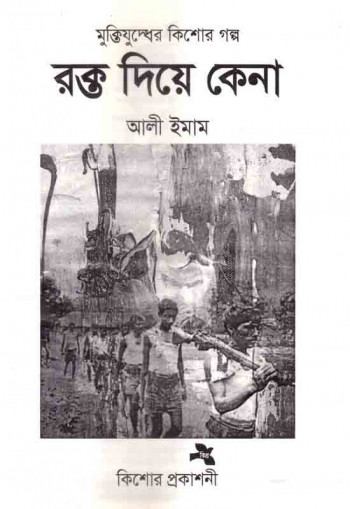 মুক্তিযুদ্ধের কিশোর গল্প
রক্ত দিয়ে কেনা
আলী ইমাম
কিশোর প্রকাশনী